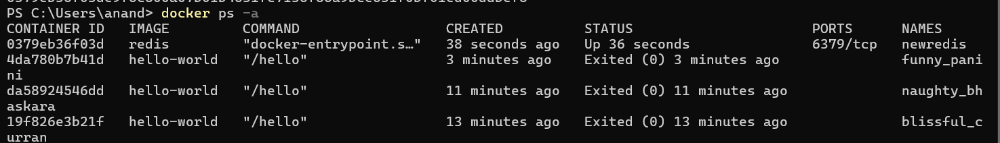 PS C:\Users\anand> docker ps -a
CONTAINER ID   IMAGE         COMMAND                  CREATED          STATUS                      PORTS      NAMES
0379eb36f03d   redis         "docker-entrypoint.s…"   38 seconds ago   Up 36 seconds               6379/tcp   newredis
4da780b7b41d   hello-world   "/hello"                 3 minutes ago    Exited (0) 3 minutes ago               funny_pani
ni
da58924546dd   hello-world   "/hello"                 11 minutes ago   Exited (0) 11 minutes ago              naughty_bh
askara
19f826e3b21f   hello-world   "/hello"                 13 minutes ago   Exited (0) 13 minutes ago              blissful_c
urran